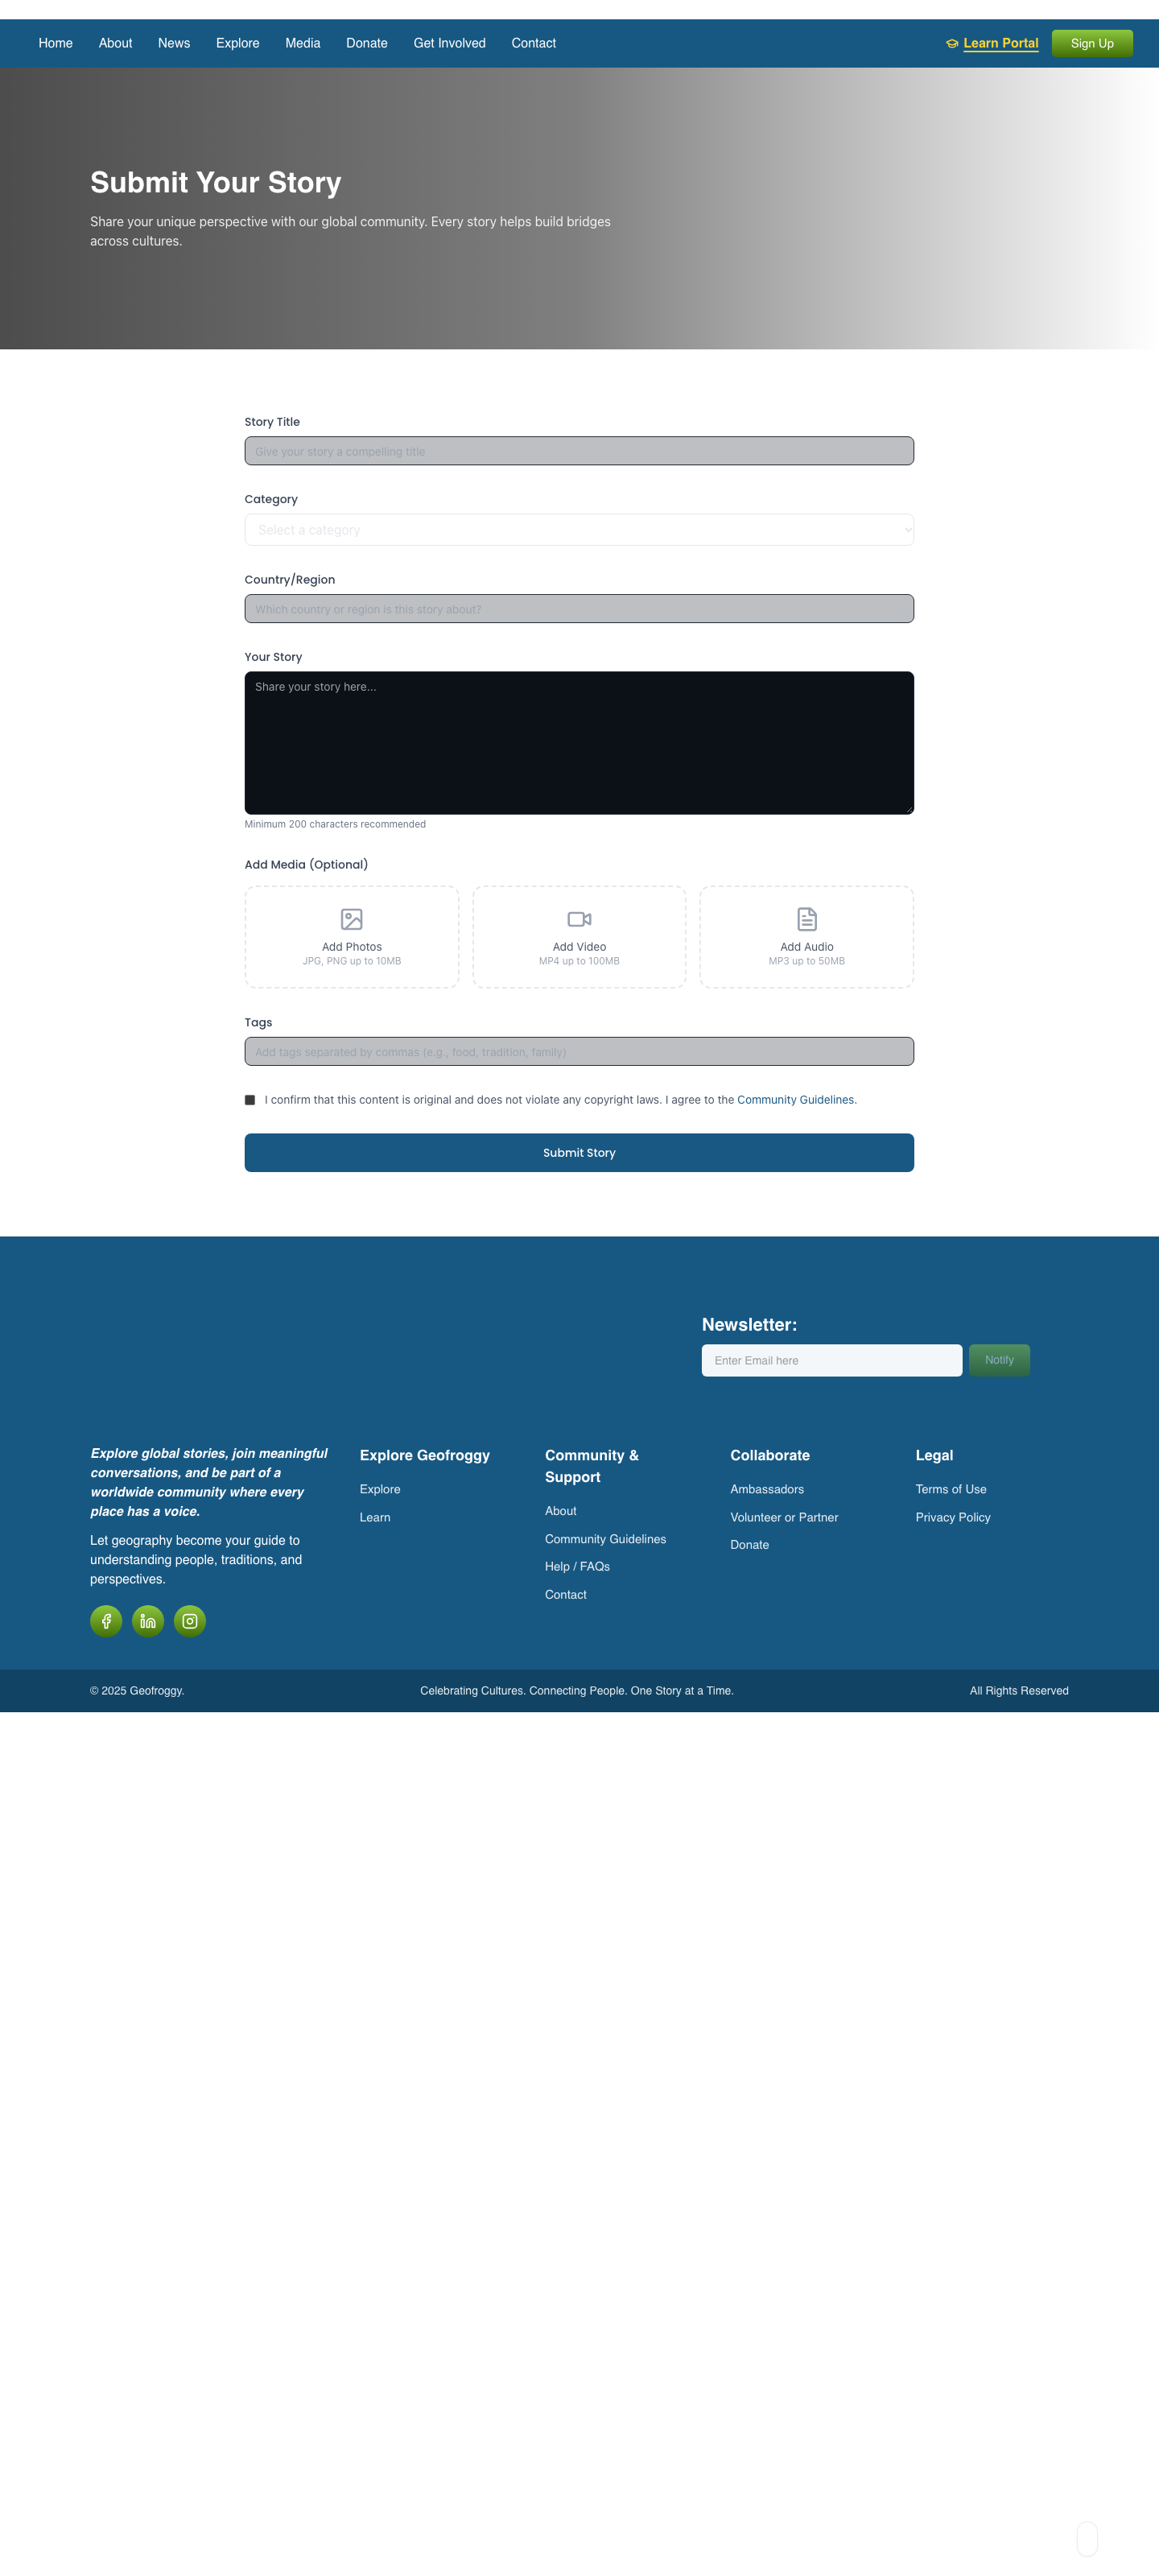 Home About News Explore Media Donate Get Involved Contact Learn Portal Sign Up
Submit Your Story
Share your unique perspective with our global community. Every story helps build bridges
across cultures.
Story Title
Give your story a compelling title
Category
Select a category
Country/Region
Which country or region is this story about?
Your Story
Share your story here...
Minimum 200 characters recommended
Add Media (Optional)
Add Photos
JPG, PNG up to 10MB
Add Video
MP4 up to 100MB
Add Audio
MP3 up to 50MB
Tags
Add tags separated by commas (e.g., food, tradition, family)
I confirm that this content is original and does not violate any copyright laws. I agree to the Community Guidelines.
Submit Story
Newsletter:
Enter Email here
Notify
Explore global stories, join meaningful
conversations, and be part of a
worldwide community where every
place has a voice.
Let geography become your guide to
understanding people, traditions, and
perspectives.
Explore Geofroggy
Explore
Learn
Community &
Support
About
Community Guidelines
Help / FAQs
Contact
Collaborate
Ambassadors
Volunteer or Partner
Donate
Legal
Terms of Use
Privacy Policy
© 2025 Geofroggy.
Celebrating Cultures. Connecting People. One Story at a Time.
All Rights Reserved